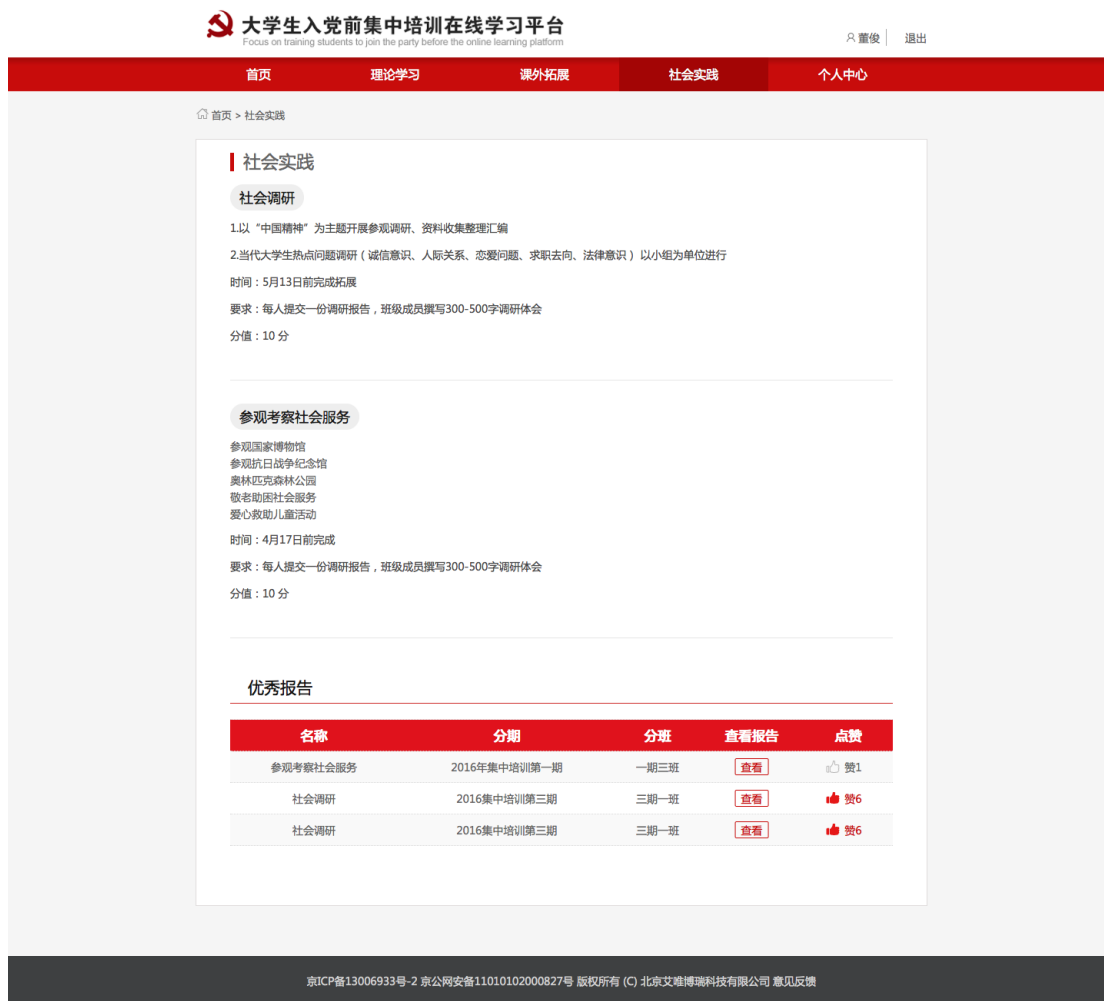 大学生入党前集中培训在线学习平台
Focus on training students to join the party before the online learning platform
董俊 退出
首页 理论学习 课外拓展 社会实践 个人中心
首页 > 社会实践
社会实践
社会调研
1.以“中国精神”为主题开展参观调研、资料收集整理汇编
2.当代大学生热点问题调研 ( 诚信意识、人际关系、恋爱问题、求职去向、法律意识 ) 以小组为单位进行
时间：5月13日前完成拓展
要求：每人提交一份调研报告，班级成员撰写300-500字调研体会
分值：10 分
参观考察社会服务
参观国家博物馆
参观抗日战争纪念馆
奥林匹克森林公园
敬老助困社会服务
爱心救助儿童活动
时间：4月17日前完成
要求：每人提交一份调研报告，班级成员撰写300-500字调研体会
分值：10 分
优秀报告
名称 分期 分班 查看报告 点赞
参观考察社会服务 2016年集中培训第一期 一期三班 查看 赞1
社会调研 2016集中培训第三期 三期一班 查看 赞6
社会调研 2016集中培训第三期 三期一班 查看 赞6
京ICP备13006933号-2 京公网安备11010102000827号 版权所有 (C) 北京艾唯博瑞科技有限公司 意见反馈